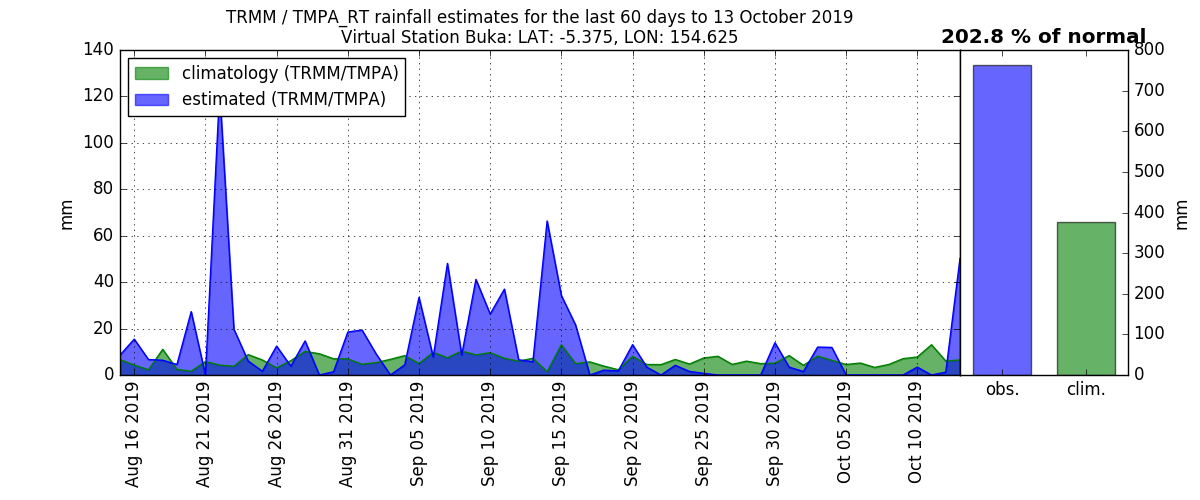 TRMM / TMPA_RT rainfall estimates for the last 60 days to 13 October 2019
Virtual Station Buka: LAT: -5.375, LON: 154.625
202.8 % of normal
climatology (TRMM/TMPA)
estimated (TRMM/TMPA)
mm
140
120
100
80
60
40
20
0
Aug 16 2019
Aug 21 2019
Aug 26 2019
Aug 31 2019
Sep 05 2019
Sep 10 2019
Sep 15 2019
Sep 20 2019
Sep 25 2019
Sep 30 2019
Oct 05 2019
Oct 10 2019
800
700
600
500
400
300
200
100
0
mm
obs.
clim.